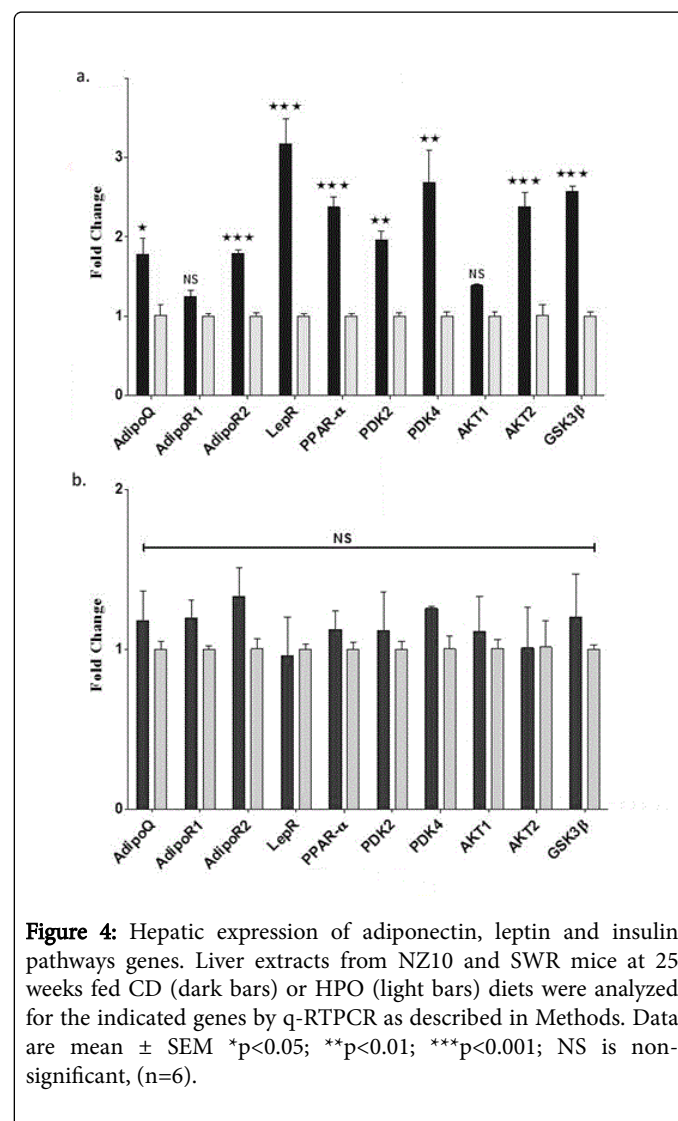 a.
Fold Change
4
3
2
1
0
★
NS
★★★
★★★
★★★
★★
★★
NS
★★★
★★★
AdipoQ
AdipoR1
AdipoR2
LepR
PPAR-α
PDK2
PDK4
AKT1
AKT2
GSK3β
b.
Fold Change
2
1
0
NS
AdipoQ
AdipoR1
AdipoR2
LepR
PPAR-α
PDK2
PDK4
AKT1
AKT2
GSK3β
Figure 4: Hepatic expression of adiponectin, leptin and insulin
pathways genes. Liver extracts from NZ10 and SWR mice at 25
weeks fed CD (dark bars) or HPO (light bars) diets were analyzed
for the indicated genes by q-RTPCR as described in Methods. Data
are mean ± SEM *p<0.05; **p<0.01; ***p<0.001; NS is non-
significant, (n=6).